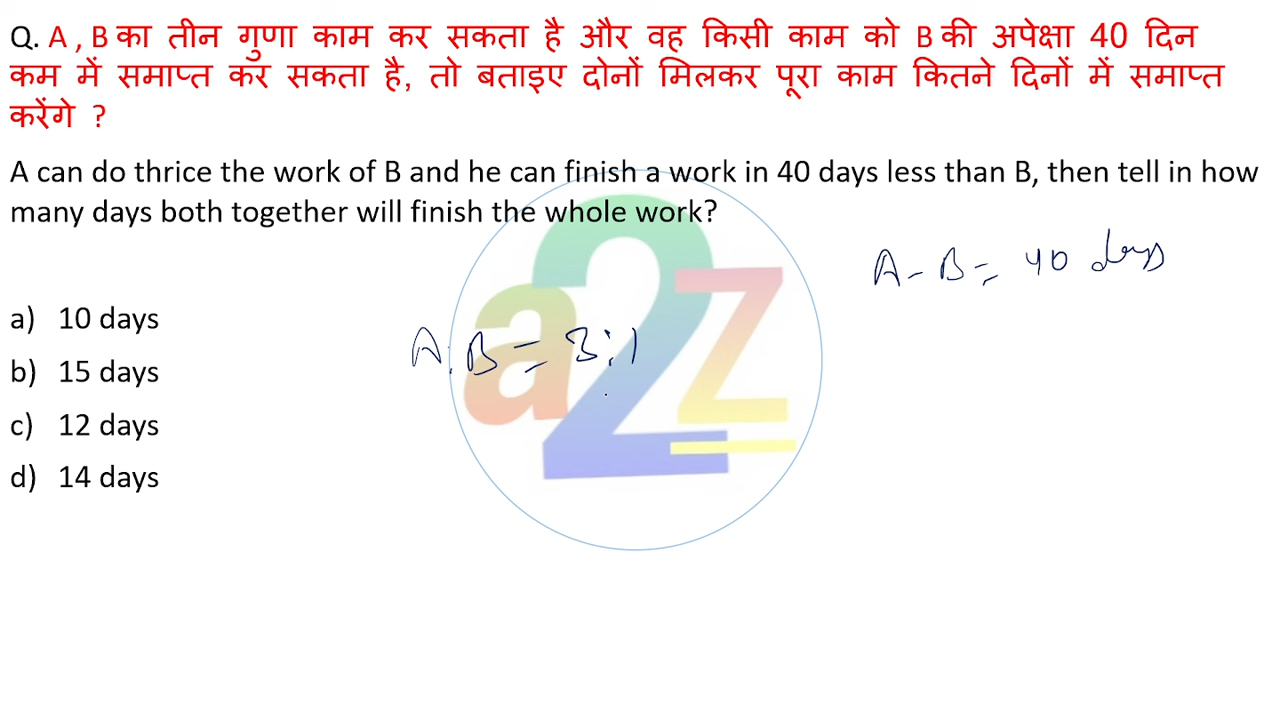 Q. A , B का तीन गुणा काम कर सकता है और वह किसी काम को B की अपेक्षा 40 दिन
कम में समाप्त कर सकता है, तो बताइए दोनों मिलकर पूरा काम कितने दिनों में समाप्त
करेंगे ?
A can do thrice the work of B and he can finish a work in 40 days less than B, then tell in how
many days both together will finish the whole work?
A - B = 40 days
a) 10 days
A : B = 3 : 1
b) 15 days
c) 12 days
d) 14 days
a2z